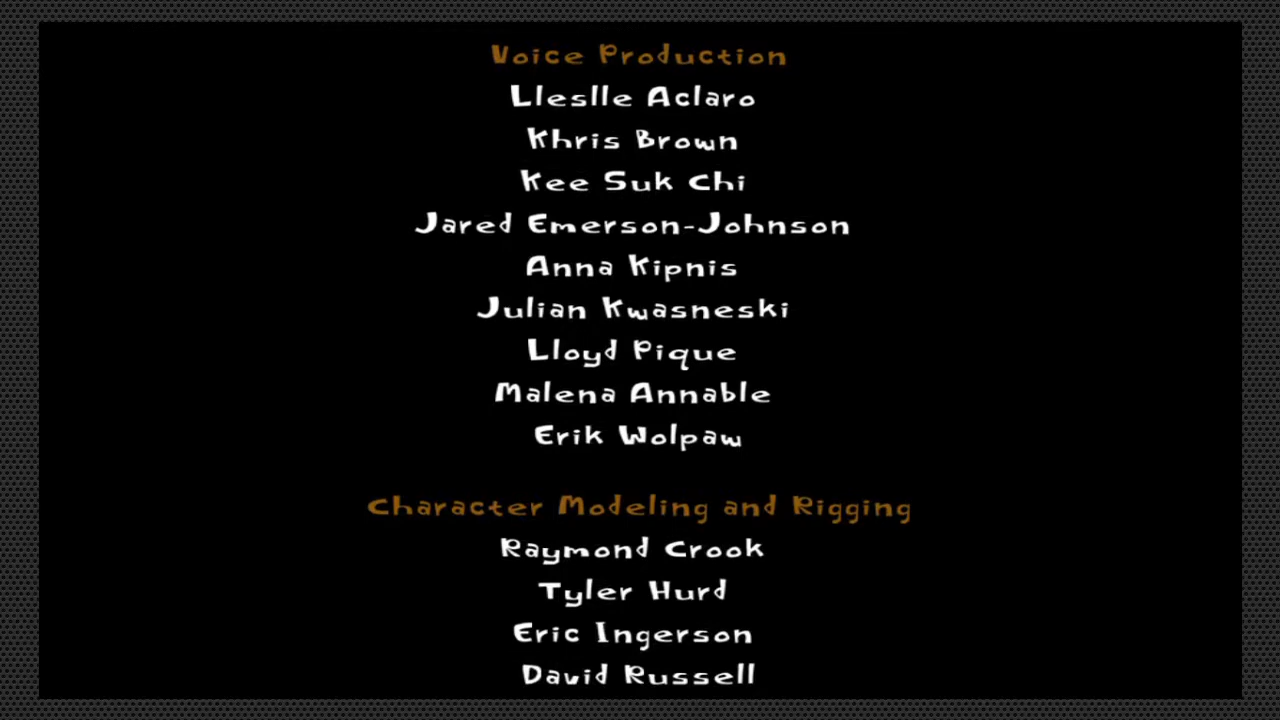 Voice Production
Lleslle Aclaro
Khris Brown
Kee Suk Chi
Jared Emerson-Johnson
Anna Kipnis
Julian Kwasneski
Lloyd Pique
Malena Annable
Erik Wolpaw
Character Modeling and Rigging
Raymond Crook
Tyler Hurd
Eric Ingerson
David Russell